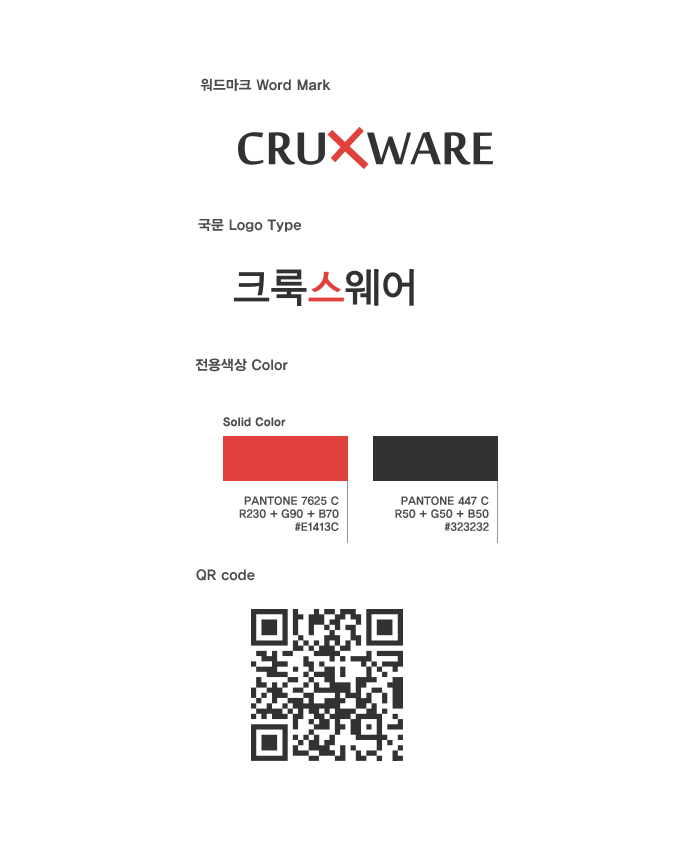 워드마크 Word Mark
CRUXWARE
국문 Logo Type
크룩스웨어
전용색상 Color
Solid Color
PANTONE 7625 C
R230 + G90 + B70
#E1413C
PANTONE 447 C
R50 + G50 + B50
#323232
QR code